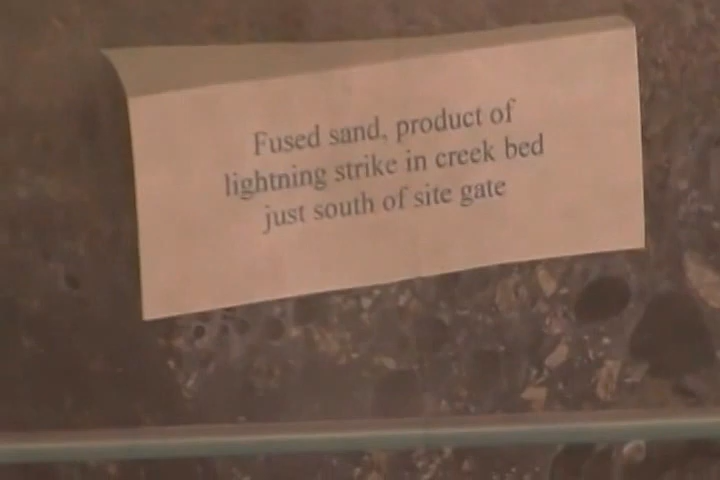 Fused sand, product of
lightning strike in creek bed
just south of site gate